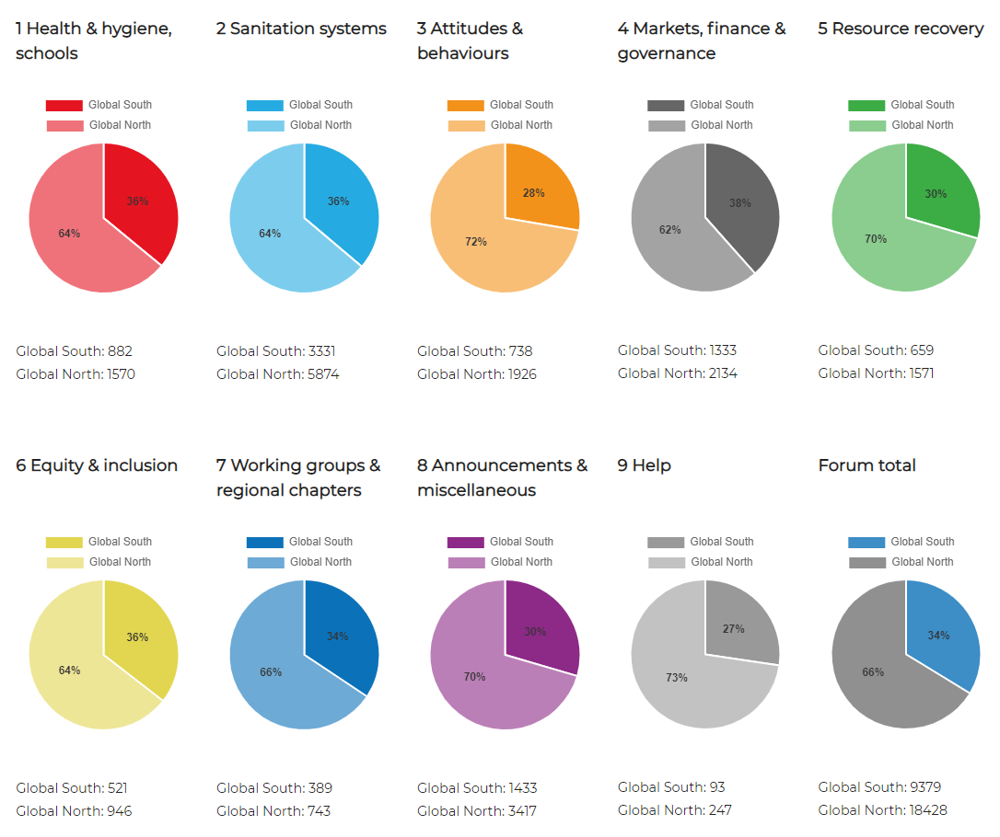 1 Health & hygiene,
schools
Global South
Global North
36%
64%
Global South: 882
Global North: 1570
2 Sanitation systems
Global South
Global North
36%
64%
Global South: 3331
Global North: 5874
3 Attitudes &
behaviours
Global South
Global North
28%
72%
Global South: 738
Global North: 1926
4 Markets, finance &
governance
Global South
Global North
38%
62%
Global South: 1333
Global North: 2134
5 Resource recovery
Global South
Global North
30%
70%
Global South: 659
Global North: 1571
6 Equity & inclusion
Global South
Global North
36%
64%
Global South: 521
Global North: 946
7 Working groups &
regional chapters
Global South
Global North
34%
66%
Global South: 389
Global North: 743
8 Announcements &
miscellaneous
Global South
Global North
30%
70%
Global South: 1433
Global North: 3417
9 Help
Global South
Global North
27%
73%
Global South: 93
Global North: 247
Forum total
Global South
Global North
34%
66%
Global South: 9379
Global North: 18428